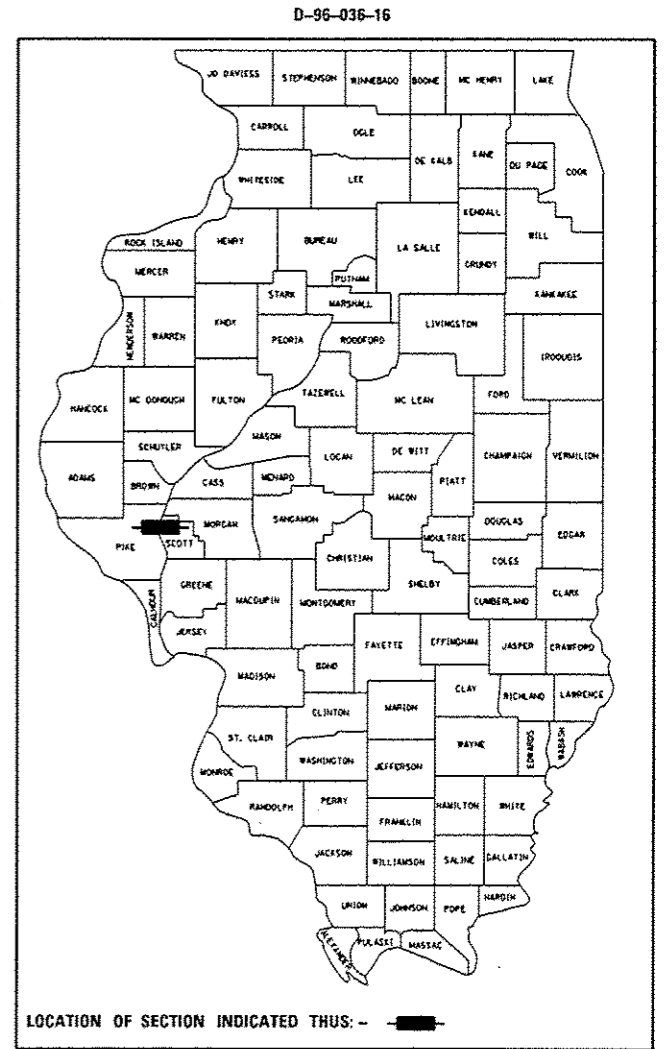 D-96-036-16
JO DAVIESS STEPHENSON WINNEBAGO BOONE MC HENRY LAKE
CARROLL OGLE DE KALB KANE DU PAGE COOK
WHITESIDE LEE
KENDALL
ROCK ISLAND HENRY BUREAU LA SALLE WILL
MERCER PUTNAM GRUNDY
STARK MARSHALL KANKAKEE
HENDERSON WARREN KNOX PEORIA WOODFORD LIVINGSTON IROQUOIS
HANCOCK MC DONOUGH FULTON TAZEWELL MC LEAN FORD
MASON
SCHUYLER LOGAN DE WITT CHAMPAIGN VERMILION
ADAMS BROWN CASS MENARD PIATT
MACON
PIKE SCOTT MORGAN SANGAMON MOULTRIE DOUGLAS EDGAR
CHRISTIAN COLES
CALHOUN GREENE MACOUPIN MONTGOMERY SHELBY CUMBERLAND CLARK
JERSEY
FAYETTE EFFINGHAM JASPER CRAWFORD
MADISON BOND
CLAY RICHLAND LAWRENCE
CLINTON MARION
ST. CLAIR WAYNE EDWARDS WABASH
MONROE WASHINGTON JEFFERSON
RANDOLPH PERRY HAMILTON WHITE
FRANKLIN
JACKSON WILLIAMSON SALINE GALLATIN
HARDIN
UNION JOHNSON POPE
ALEXANDER PULASKI MASSAC
LOCATION OF SECTION INDICATED THUS: -